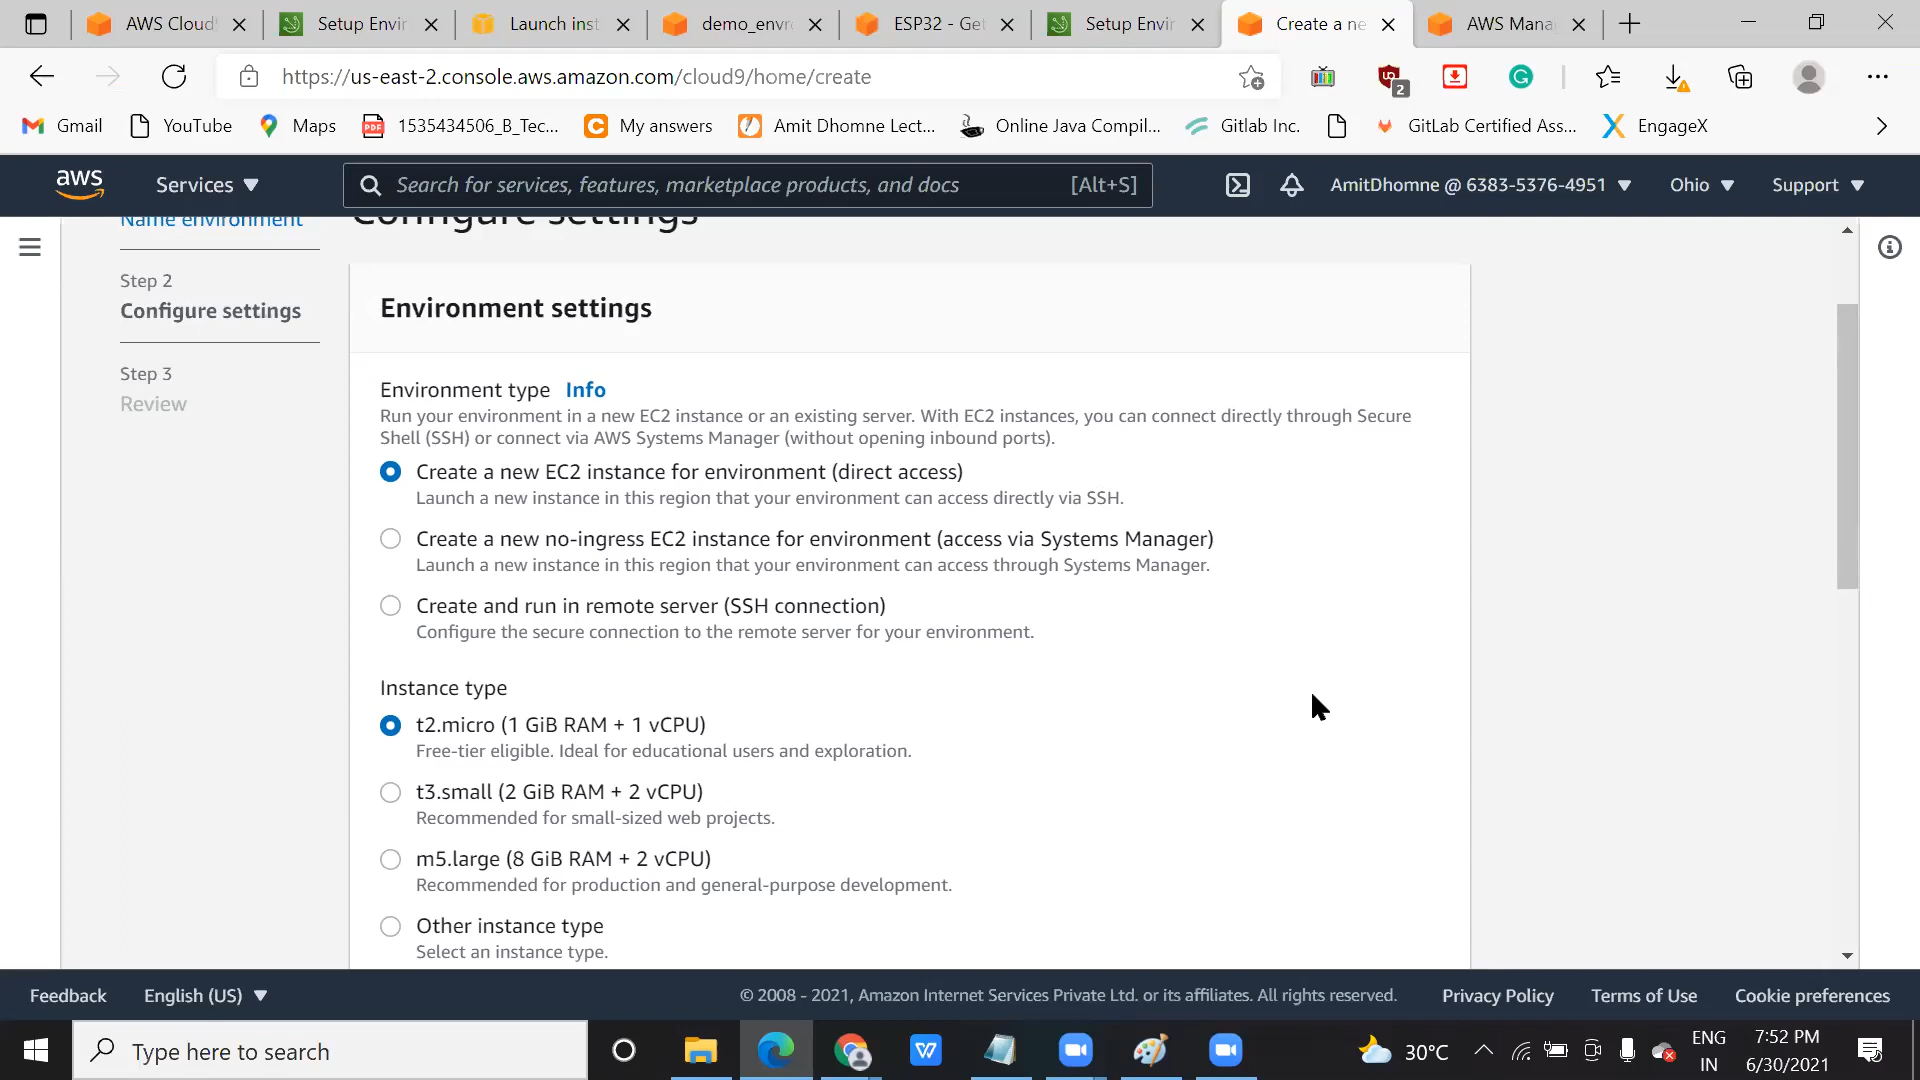 AWS Cloud
Setup Envir
Launch inst
demo_envro
ESP32 - Get
Setup Envir
Create a ne
AWS Mana
https://us-east-2.console.aws.amazon.com/cloud9/home/create
2
Gmail
YouTube
Maps
1535434506_B_Tec...
My answers
Amit Dhomne Lect...
Online Java Compil...
Gitlab Inc.
GitLab Certified Ass...
EngageX
aws
Services
Search for services, features, marketplace products, and docs
[Alt+S]
AmitDhomne @ 6383-5376-4951
Ohio
Support
Name environment
Configure settings
Step 2
Configure settings
Step 3
Review
Environment settings
Environment type Info
Run your environment in a new EC2 instance or an existing server. With EC2 instances, you can connect directly through Secure
Shell (SSH) or connect via AWS Systems Manager (without opening inbound ports).
Create a new EC2 instance for environment (direct access)
Launch a new instance in this region that your environment can access directly via SSH.
Create a new no-ingress EC2 instance for environment (access via Systems Manager)
Launch a new instance in this region that your environment can access through Systems Manager.
Create and run in remote server (SSH connection)
Configure the secure connection to the remote server for your environment.
Instance type
t2.micro (1 GiB RAM + 1 vCPU)
Free-tier eligible. Ideal for educational users and exploration.
t3.small (2 GiB RAM + 2 vCPU)
Recommended for small-sized web projects.
m5.large (8 GiB RAM + 2 vCPU)
Recommended for production and general-purpose development.
Other instance type
Select an instance type.
Feedback
English (US)
© 2008 - 2021, Amazon Internet Services Private Ltd. or its affiliates. All rights reserved.
Privacy Policy
Terms of Use
Cookie preferences
Type here to search
30°C
ENG
IN
7:52 PM
6/30/2021